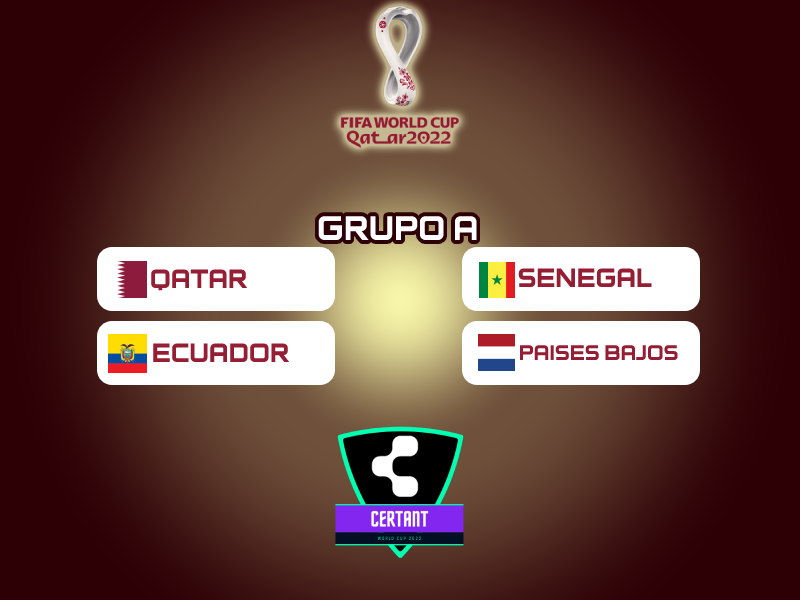 FIFA WORLD CUP
Qatar2022
GRUPO A
QATAR
SENEGAL
ECUADOR
PAISES BAJOS
CERTANT
WORLD CUP 2022